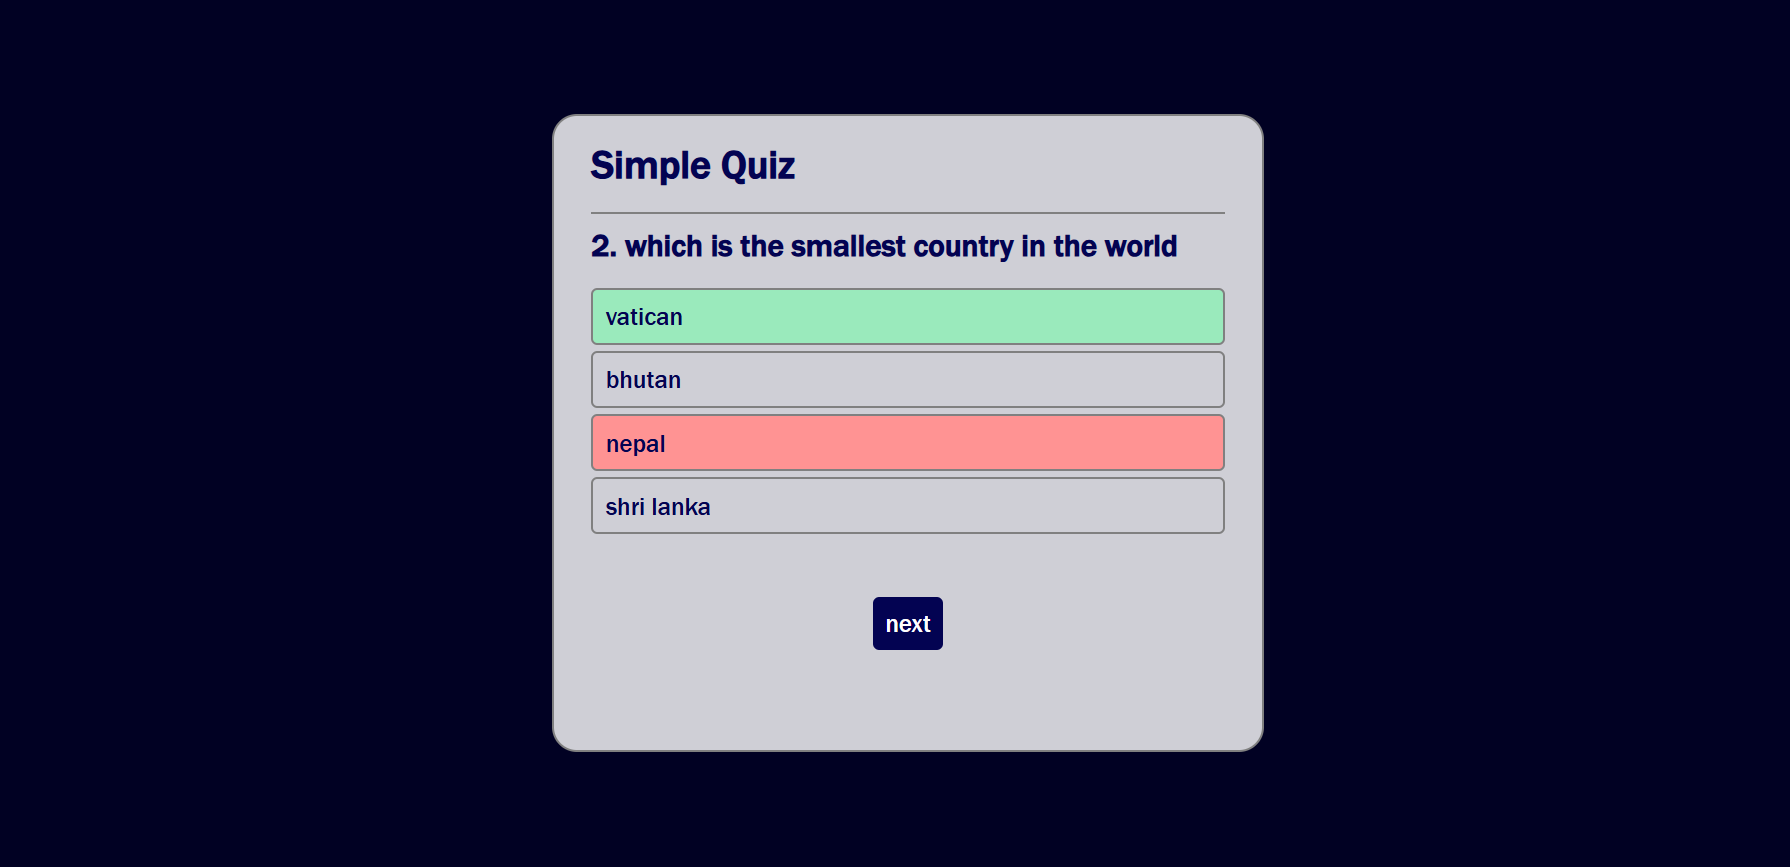 Simple Quiz
2. which is the smallest country in the world
vatican
bhutan
nepal
shri lanka
next